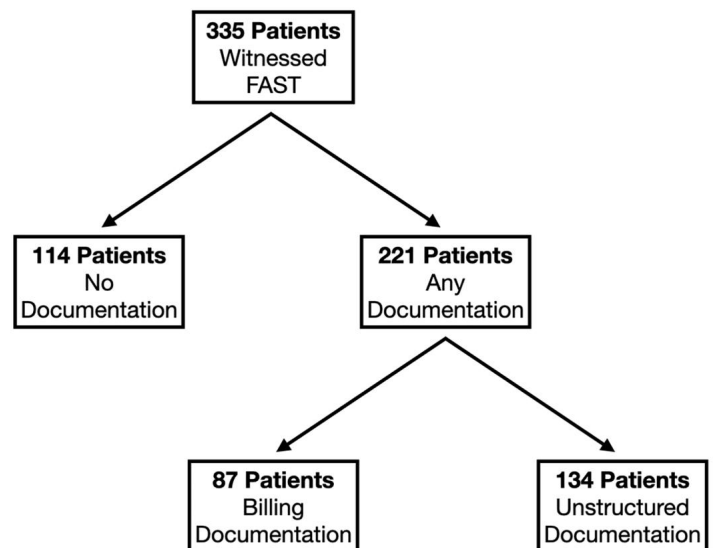 335 Patients
Witnessed
FAST
114 Patients
No
Documentation
221 Patients
Any
Documentation
87 Patients
Billing
Documentation
134 Patients
Unstructured
Documentation